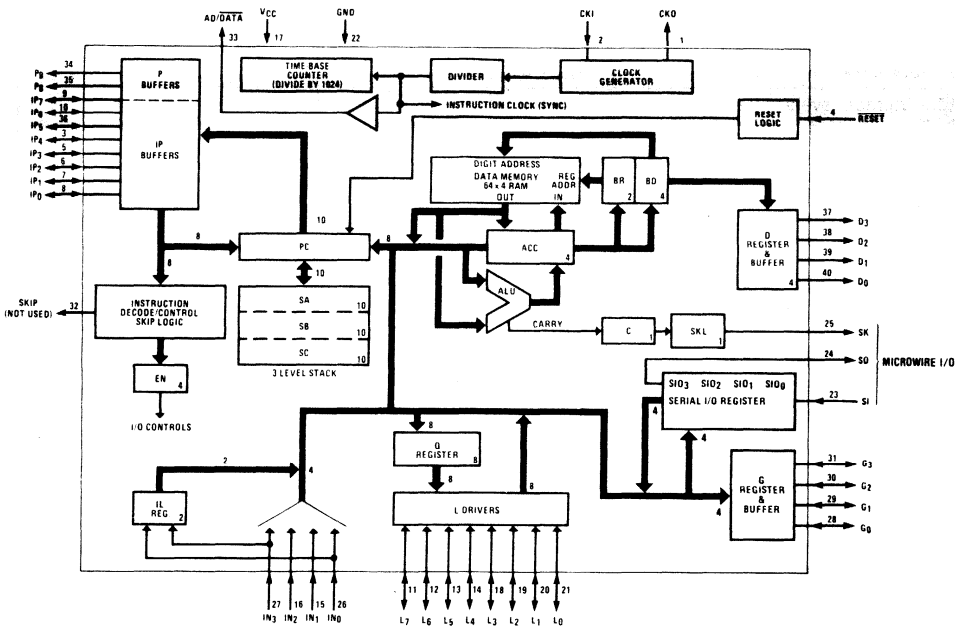 AD/DATA
33
VCC
17
GND
22
CKI
2
CKO
1
34
P9
35
P8
9
IP7
10
IP6
36
IP5
3
IP4
5
IP3
6
IP2
7
IP1
8
IP0
P
BUFFERS
IP
BUFFERS
TIME BASE
COUNTER
(DIVIDE BY 1024)
DIVIDER
CLOCK
GENERATOR
INSTRUCTION CLOCK (SYNC)
RESET
LOGIC
4
RESET
DIGIT ADDRESS
DATA MEMORY
64 x 4 RAM
REG
ADDR
OUT
IN
BR
2
BD
4
D
REGISTER
&
BUFFER
4
37
D3
38
D2
39
D1
40
D0
10
8
8
PC
8
ACC
4
10
ALU
SA
10
SB
10
SC
10
3 LEVEL STACK
SKIP
(NOT USED)
32
INSTRUCTION
DECODE/CONTROL
SKIP LOGIC
EN
4
I/O CONTROLS
CARRY
C
1
SKL
1
25
SK
24
SO
MICROWIRE I/O
23
SI
SIO3 SIO2 SIO1 SIO0
SERIAL I/O REGISTER
4
4
2
4
8
Q
REGISTER
8
8
8
L DRIVERS
IL
REG
2
4
G
REGISTER
&
BUFFER
31
G3
30
G2
29
G1
28
G0
27
16
15
26
IN3
IN2
IN1
IN0
11
12
13
14
18
19
20
21
L7
L6
L5
L4
L3
L2
L1
L0